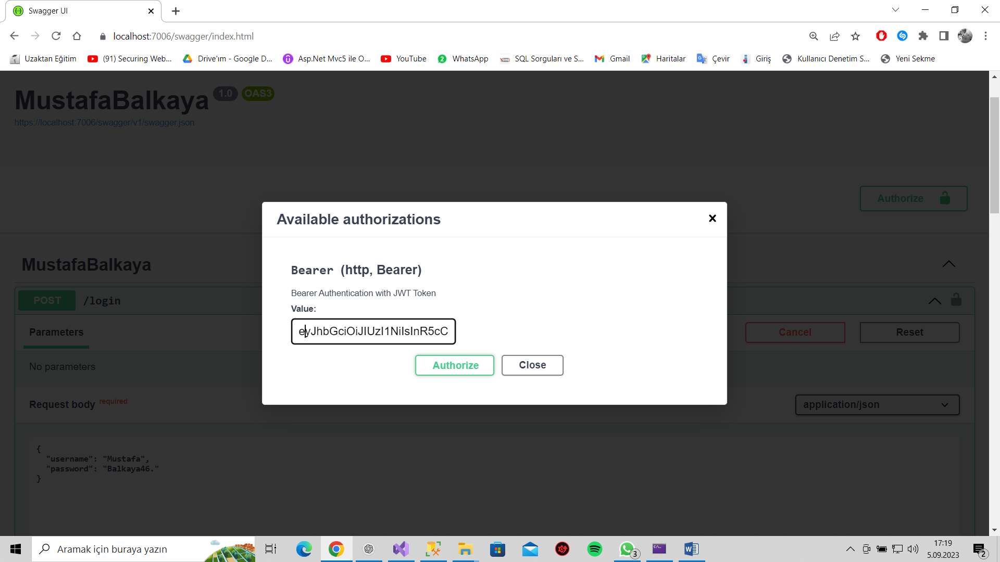 Swagger UI
localhost:7006/swagger/index.html
Uzaktan Eğitim
(91) Securing Web...
Drive'ım - Google D...
Asp.Net Mvc5 ile O...
YouTube
WhatsApp
SQL Sorguları ve S...
Gmail
Haritalar
Çevir
Giriş
Kullanıcı Denetim S...
Yeni Sekme
MustafaBalkaya 1.0 OAS3
https://localhost:7006/swagger/v1/swagger.json
Authorize
Available authorizations
Bearer (http, Bearer)
Bearer Authentication with JWT Token
Value:
eyJhbGciOiJIUzI1NiIsInR5cC
Authorize
Close
MustafaBalkaya
POST /login
Parameters
Cancel
Reset
No parameters
Request body required
application/json
{
"username": "Mustafa",
"password": "Balkaya46."
}
Aramak için buraya yazın
3
17:19
5.09.2023
2